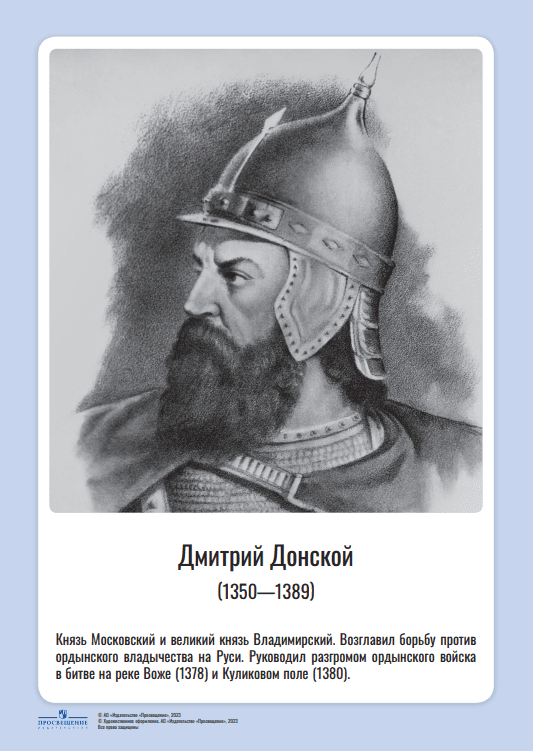 Дмитрий Донской
(1350—1389)
Князь Московский и великий князь Владимирский. Возглавил борьбу против
ордынского владычества на Руси. Руководил разгромом ордынского войска
в битве на реке Воже (1378) и Куликовом поле (1380).
ПРОСВЕЩЕНИЕ
ИЗДАТЕЛЬСТВО
© АО «Издательство «Просвещение», 2023
© Художественное оформление. АО «Издательство «Просвещение», 2023
Все права защищены